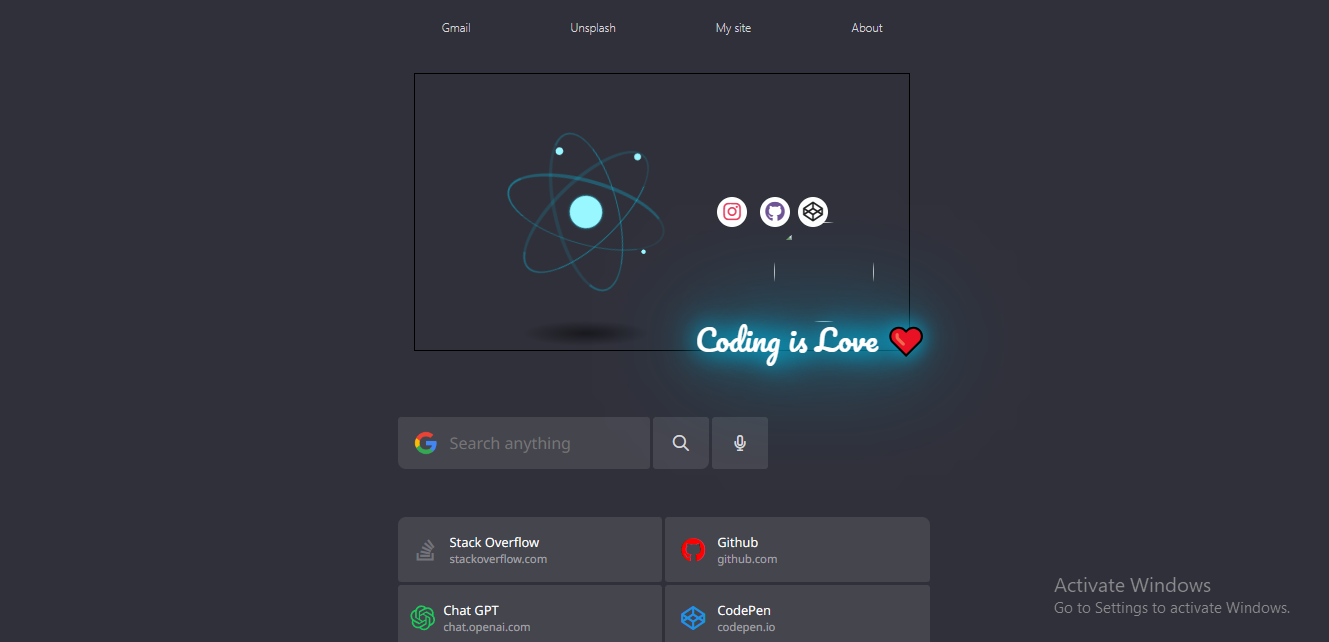 Gmail Unsplash My site About
Coding is Love
Search anything
Stack Overflow
stackoverflow.com
Github
github.com
Chat GPT
chat.openai.com
CodePen
codepen.io
Activate Windows
Go to Settings to activate Windows.